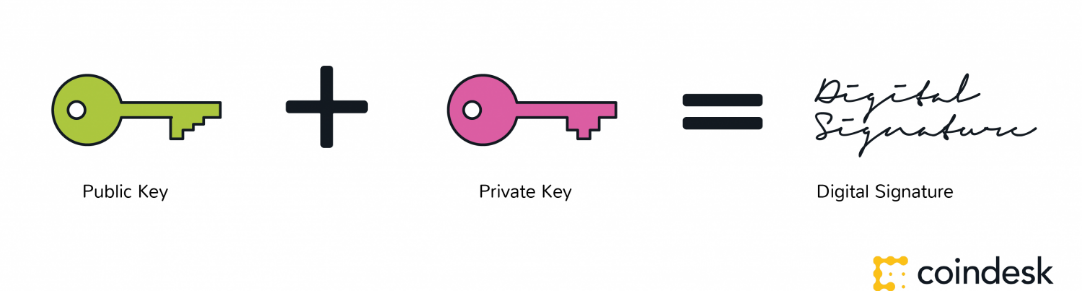 Digital
Signature
Public Key
Private Key
Digital Signature
coindesk